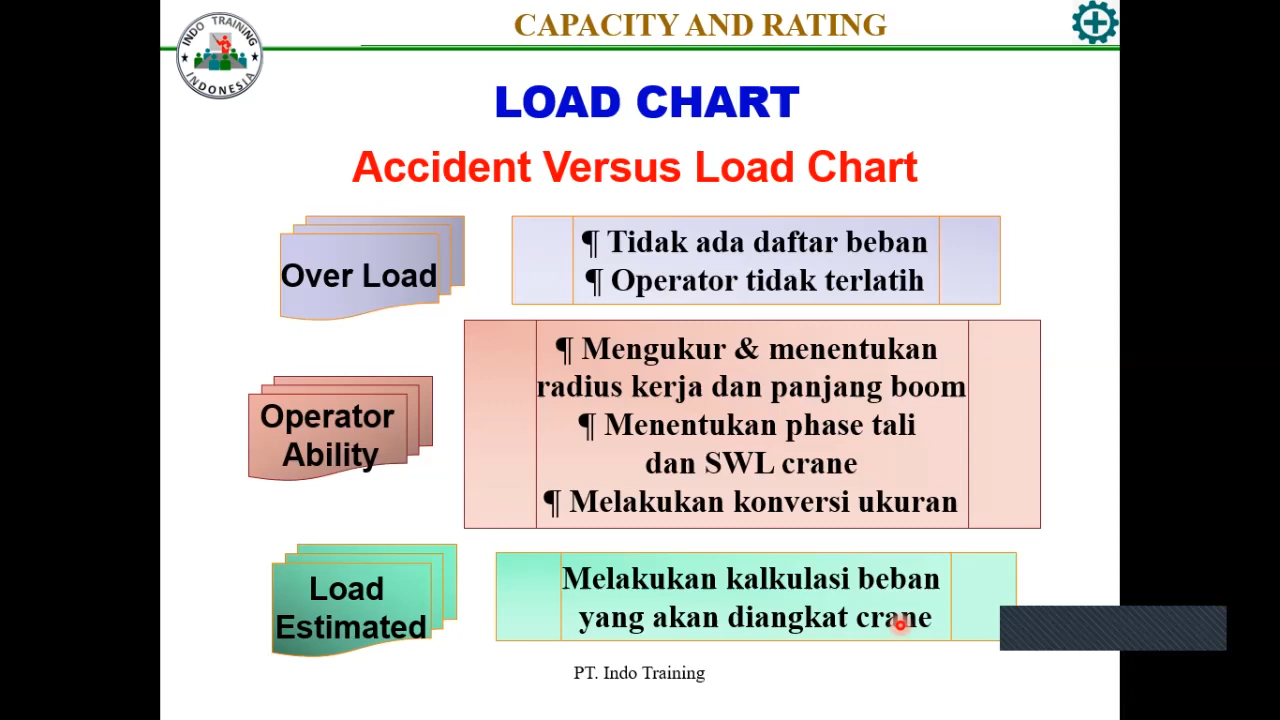 CAPACITY AND RATING
INDO TRAINING
INDONESIA
LOAD CHART
Accident Versus Load Chart
Over Load
¶ Tidak ada daftar beban
¶ Operator tidak terlatih
Operator
Ability
¶ Mengukur & menentukan
radius kerja dan panjang boom
¶ Menentukan phase tali
dan SWL crane
¶ Melakukan konversi ukuran
Load
Estimated
Melakukan kalkulasi beban
yang akan diangkat crane
PT. Indo Training